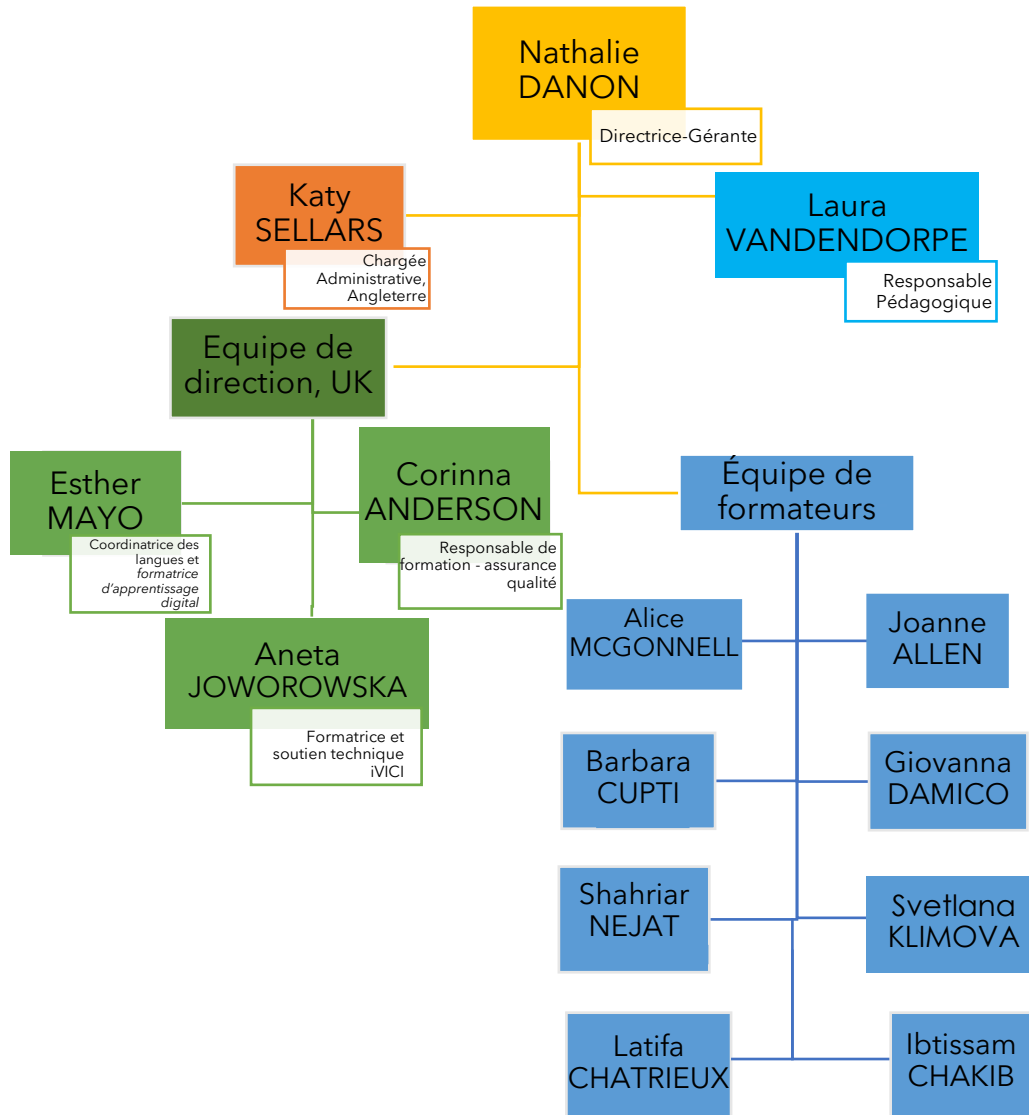 Nathalie
DANON
Directrice-Gérante
Katy
SELLARS
Chargée
Administrative,
Angleterre
Laura
VANDENDORPE
Responsable
Pédagogique
Equipe de
direction, UK
Esther
MAYO
Coordinatrice des
langues et
formatrice
d'apprentissage
digital
Corinna
ANDERSON
Responsable de
formation - assurance
qualité
Aneta
JOWOROWSKA
Formatrice et
soutien technique
iVICI
Équipe de
formateurs
Alice
MCGONNELL
Joanne
ALLEN
Barbara
CUPTI
Giovanna
DAMICO
Shahriar
NEJAT
Svetlana
KLIMOVA
Latifa
CHATRIEUX
Ibtissam
CHAKIB